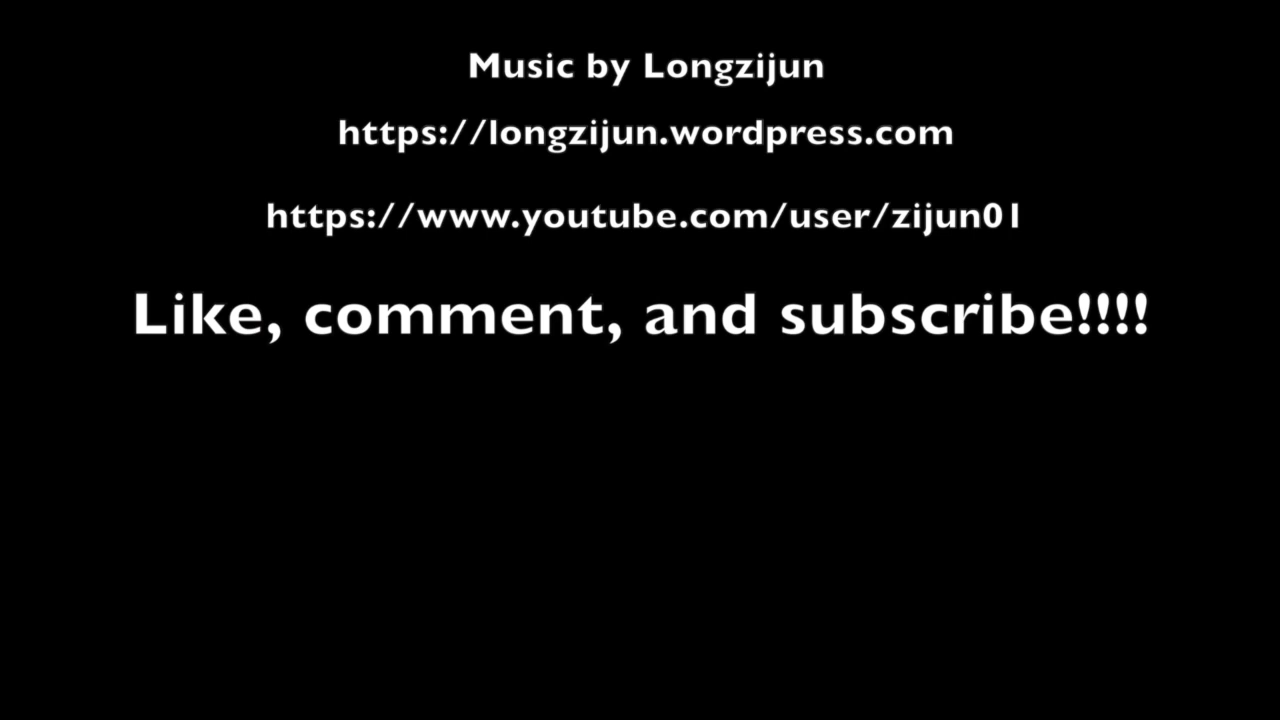 Music by Longzijun
https://longzijun.wordpress.com
https://www.youtube.com/user/zijun01
Like, comment, and subscribe!!!!